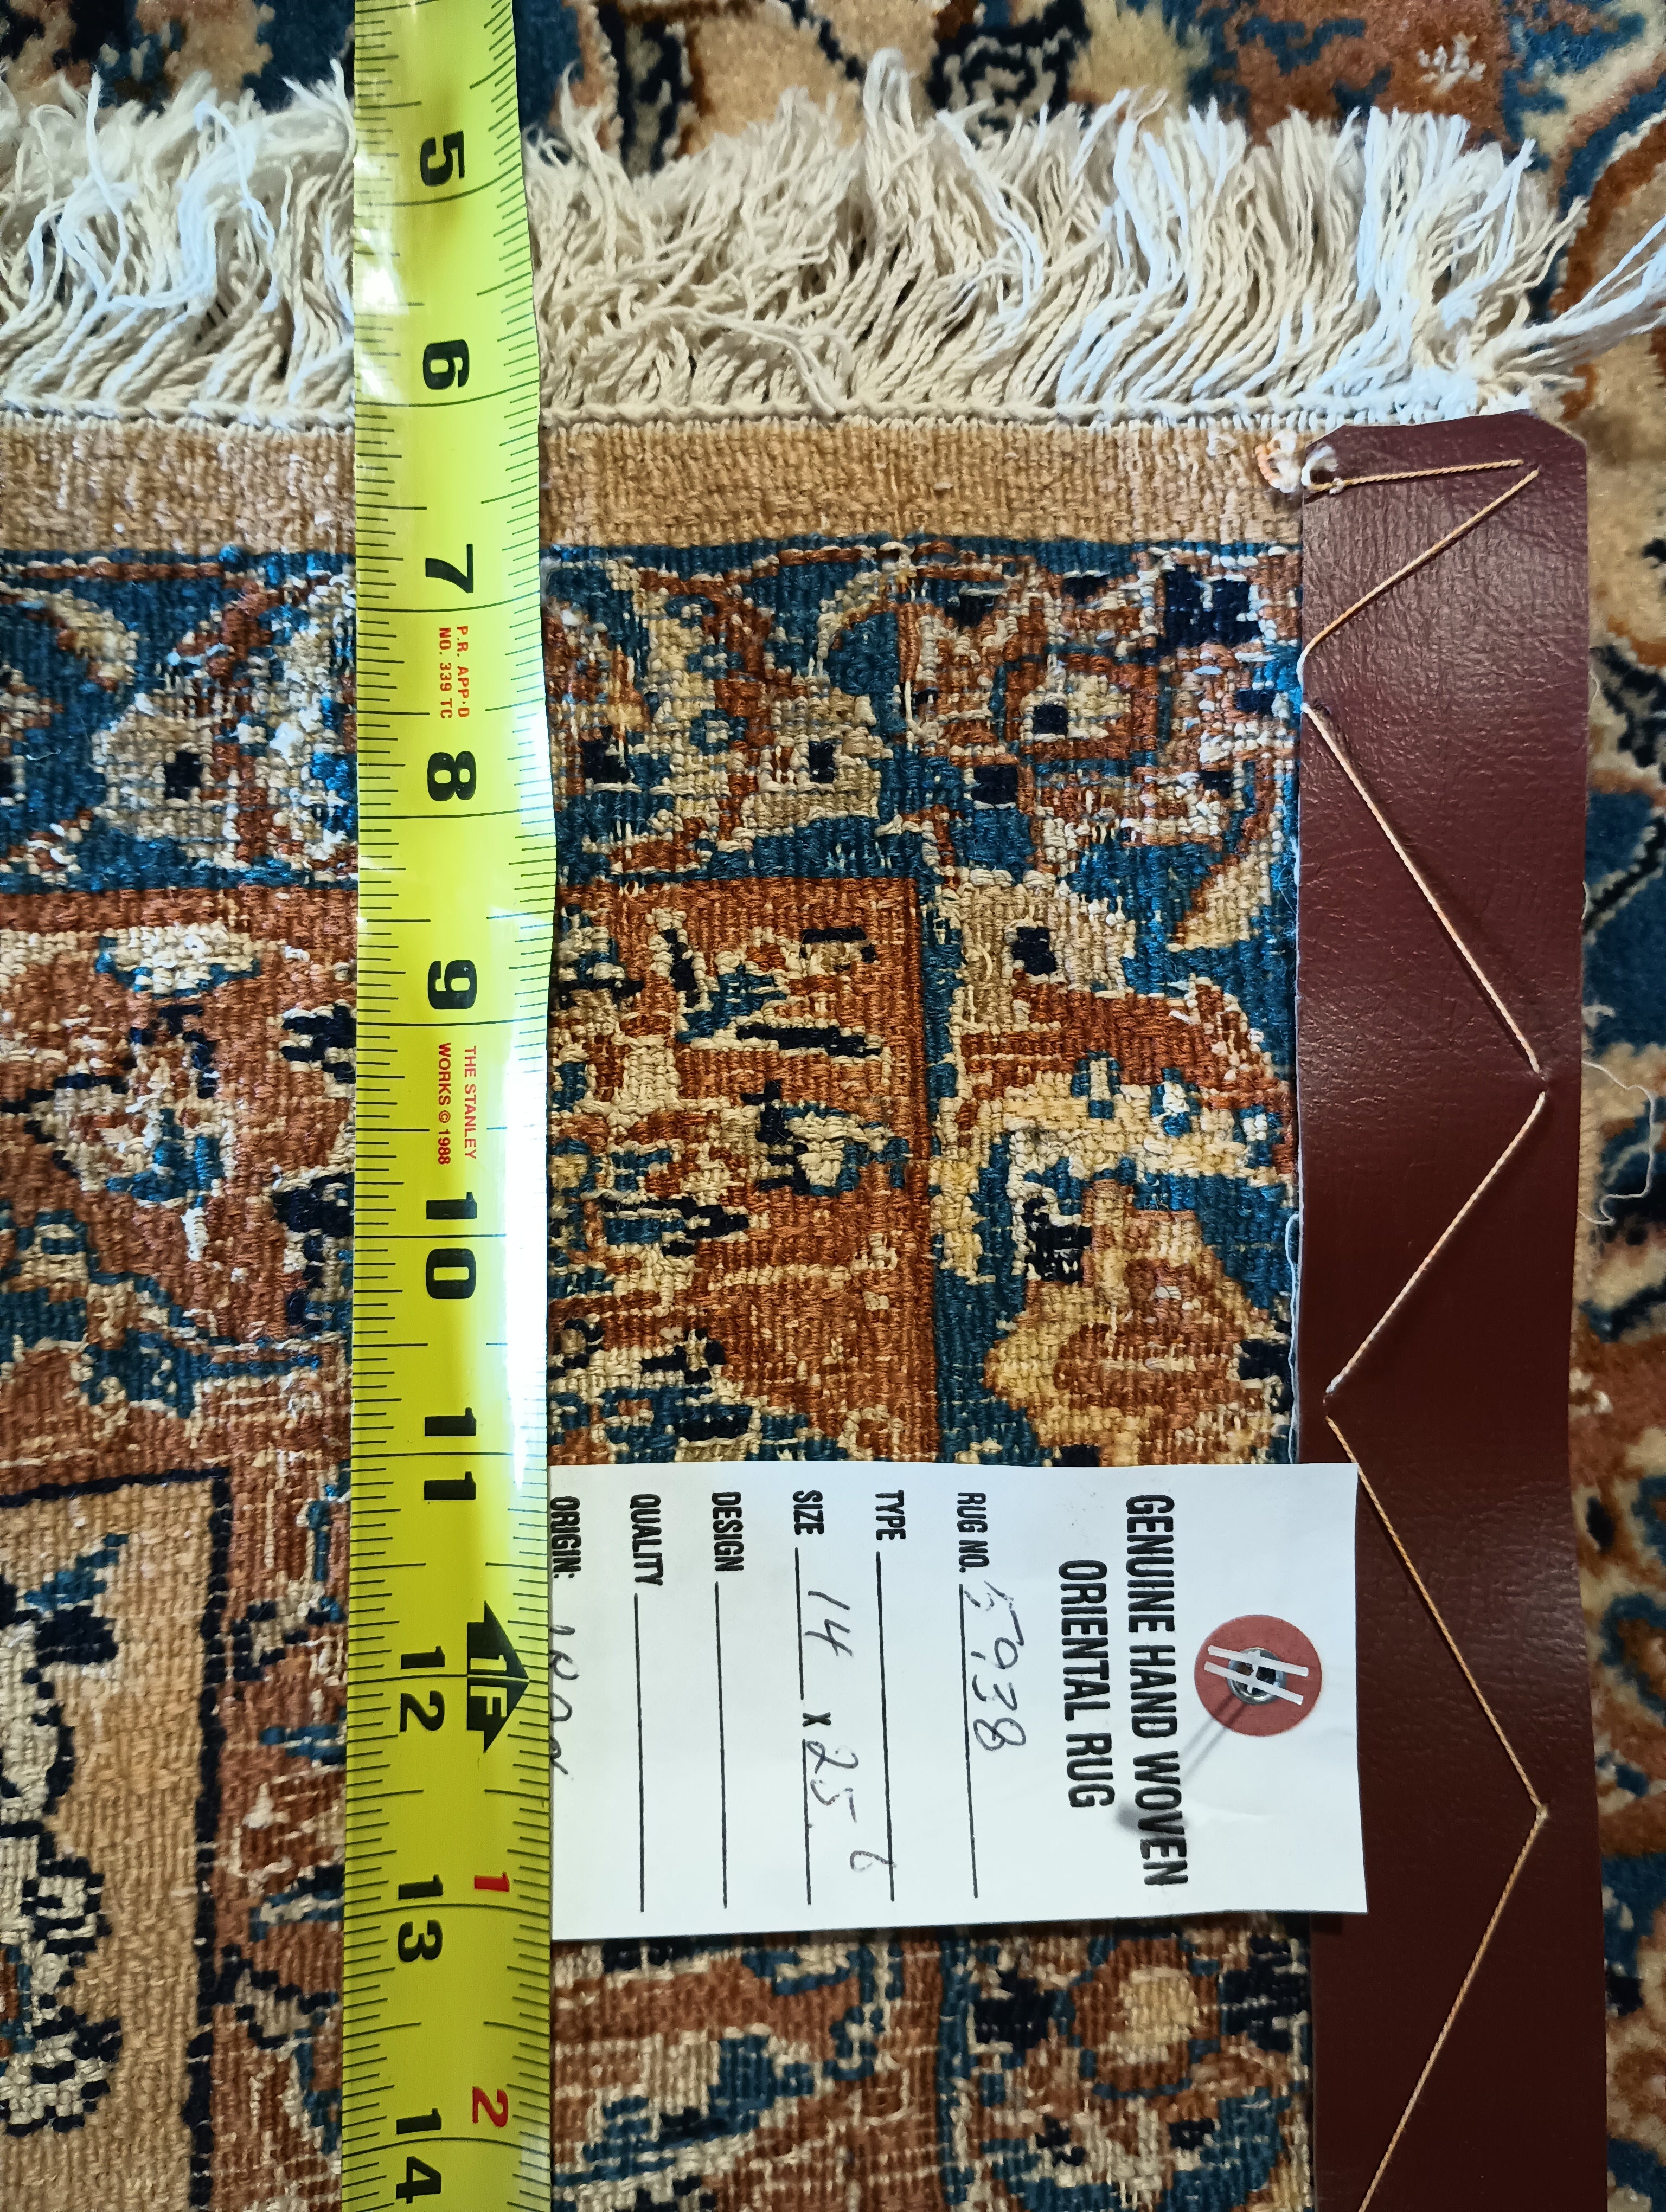 5
6
7
P.R. APP-D
NO. 339 TC
8
9
THE STANLEY
WORKS © 1988
10
11
12
1F
13
1
14
2
GENUINE HAND WOVEN
ORIENTAL RUG
RUG NO. 5938
TYPE
SIZE 14 x 25 6
DESIGN
QUALITY
ORIGIN: